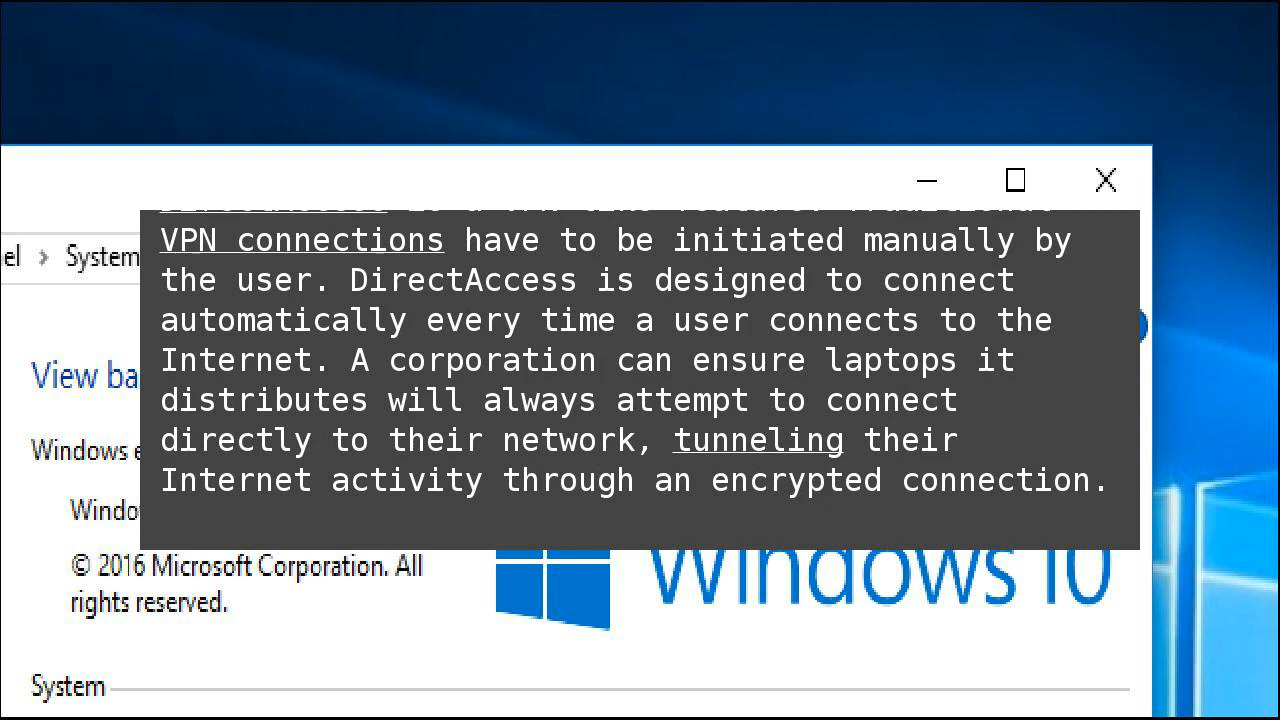 VPN connections have to be initiated manually by
the user. DirectAccess is designed to connect
automatically every time a user connects to the
Internet. A corporation can ensure laptops it
distributes will always attempt to connect
directly to their network, tunneling their
Internet activity through an encrypted connection.
el > System
View ba
Windows e
Windo
© 2016 Microsoft Corporation. All
rights reserved.
Windows 10
System